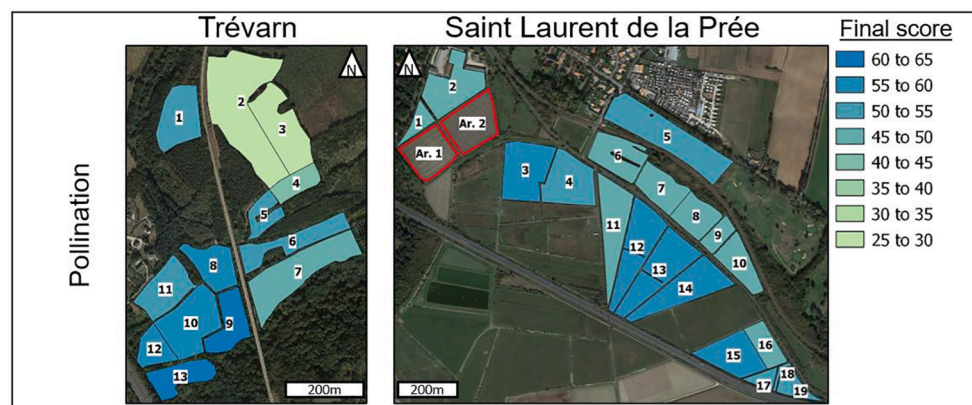 Trévarn
Saint Laurent de la Prée
Final score
60 to 65
55 to 60
50 to 55
45 to 50
40 to 45
35 to 40
30 to 35
25 to 30
Pollination
N
1
2
3
4
5
6
7
8
9
10
11
12
13
200m
N
1
2
Ar. 1
Ar. 2
3
4
5
6
7
8
9
10
11
12
13
14
15
16
17
18
19
200m